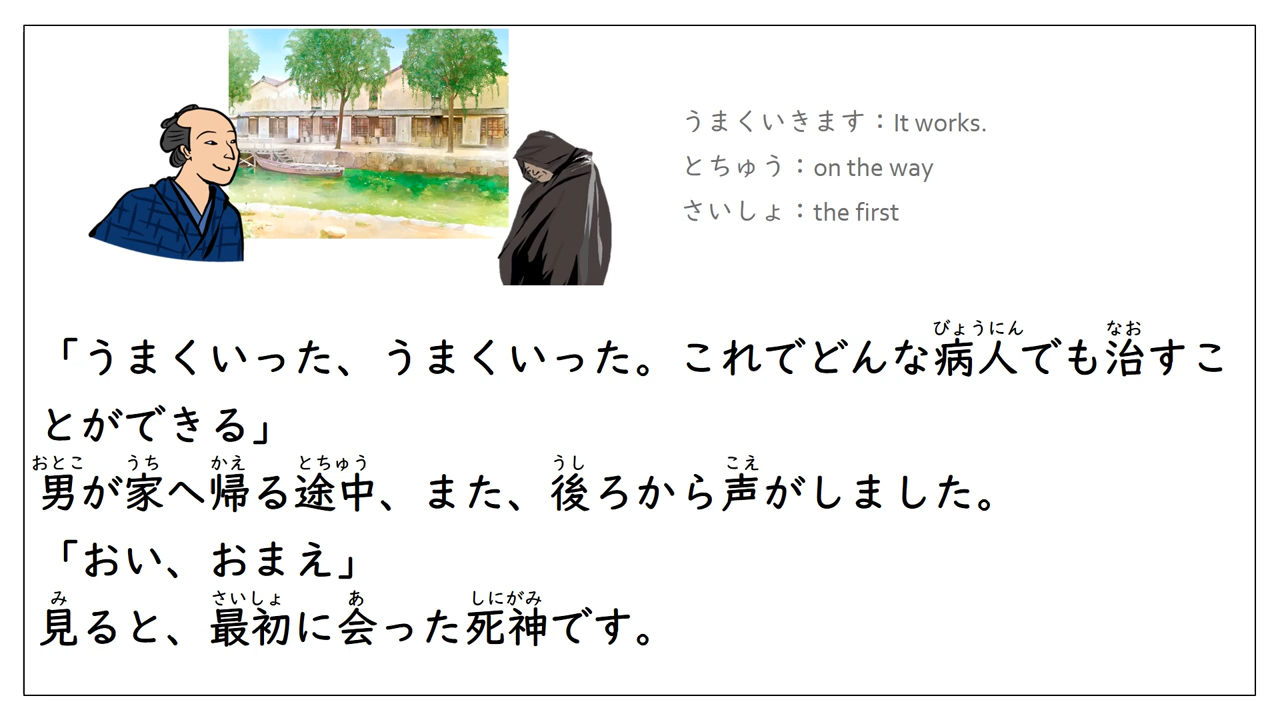 うまくいきます：It works.
とちゅう：on the way
さいしょ：the first
「うまくいった、うまくいった。これでどんな病人でも治すこ
とができる」
男が家へ帰る途中、また、後ろから声がしました。
「おい、おまえ」
見ると、最初に会った死神です。